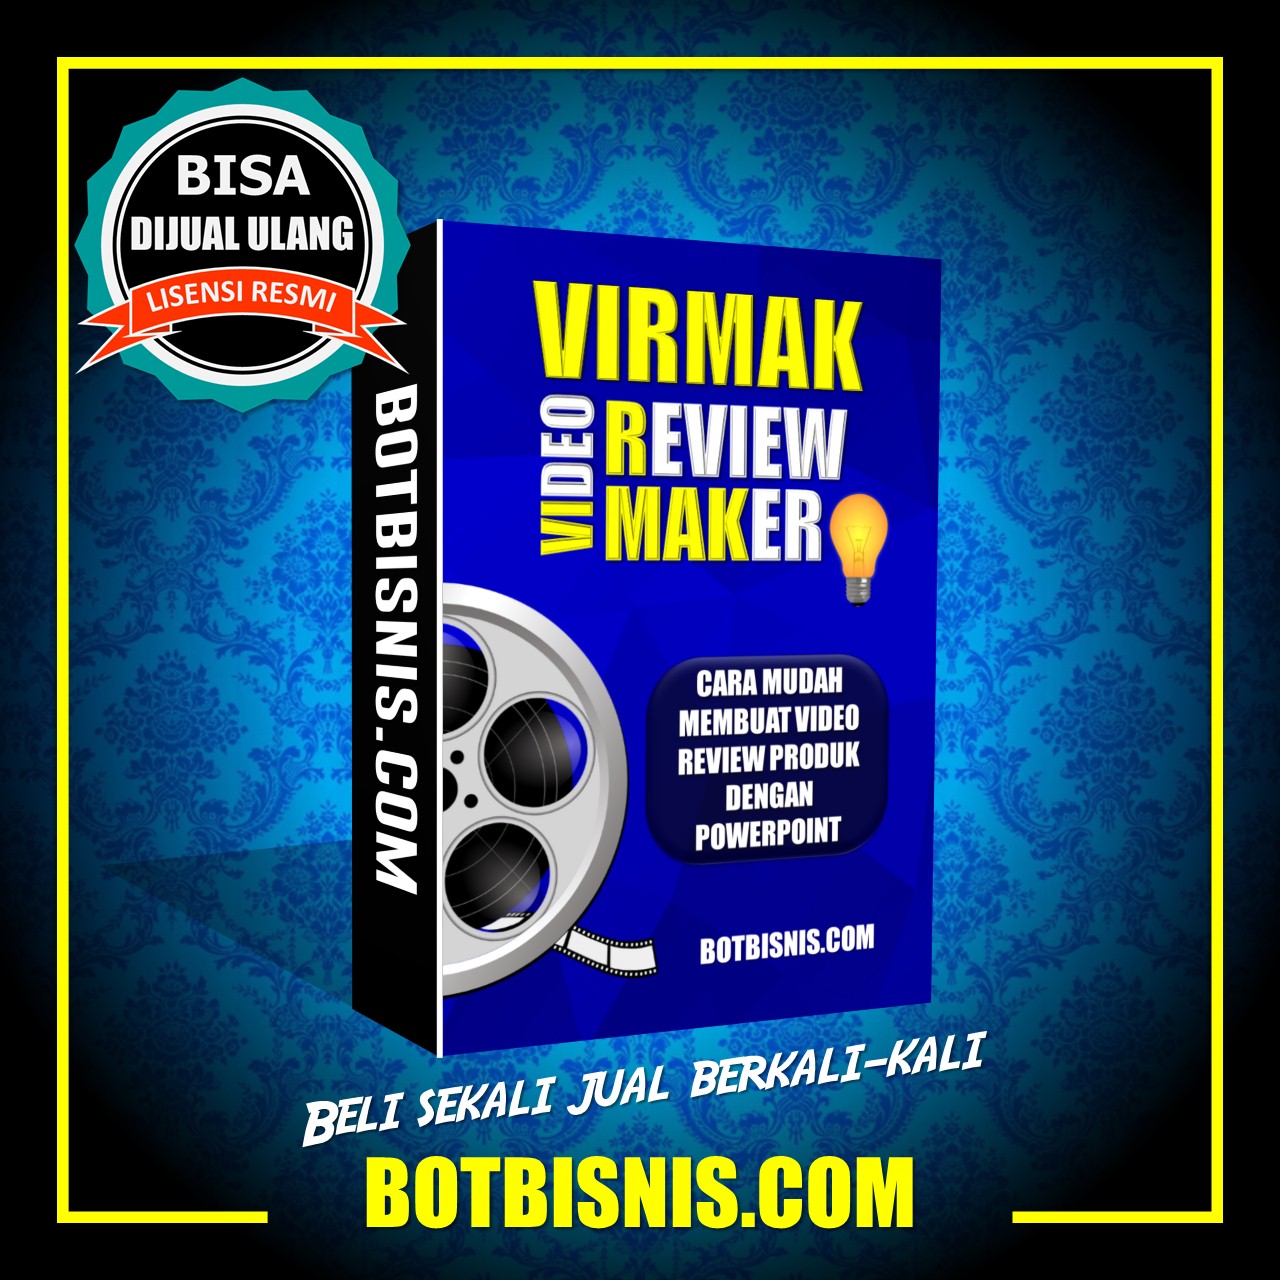 BISA
DIJUAL ULANG
LISENSI RESMI
BOTBISNIS.COM
VIRMAK
VIDEO
REVIEW
MAKER
CARA MUDAH
MEMBUAT VIDEO
REVIEW PRODUK
DENGAN
POWERPOINT
BOTBISNIS.COM
BELI SEKALI JUAL BERKALI-KALI
BOTBISNIS.COM